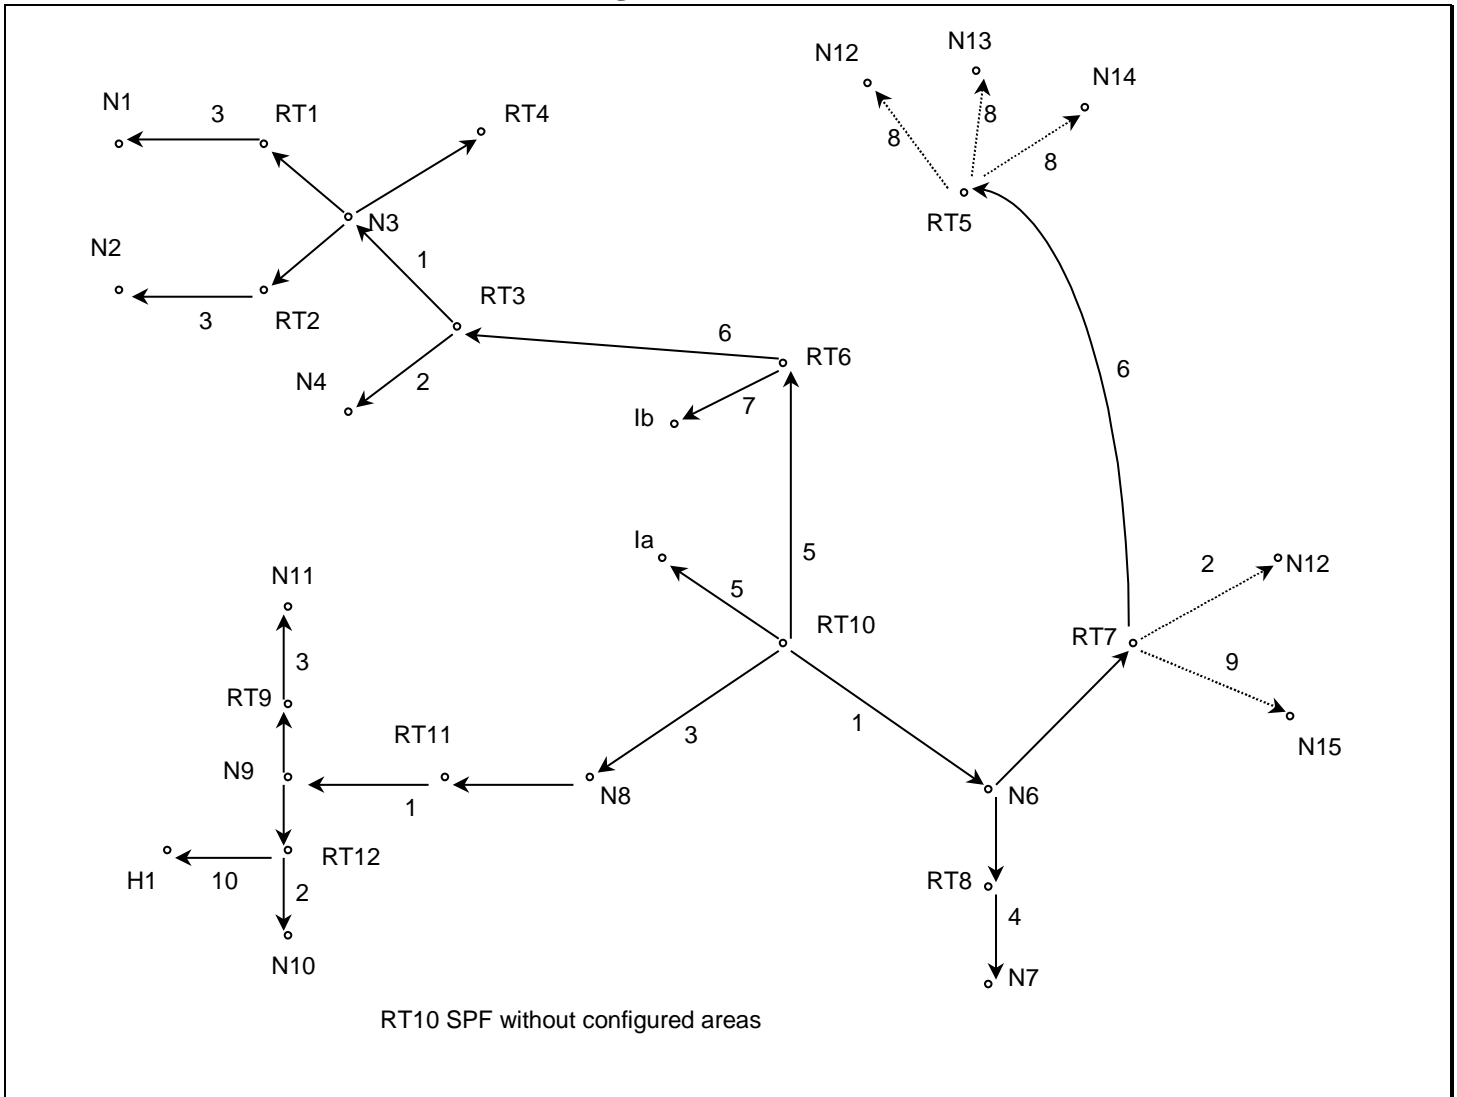 N13
N12
N14
N1
3
RT1
RT4
8
8
8
N3
RT5
N2
1
RT3
3
RT2
6
RT6
N4
2
6
7
Ib
Ia
5
2
N12
N11
5
RT10
RT7
3
9
RT9
1
RT11
3
N15
N9
N8
N6
1
RT12
H1
10
2
RT8
4
N10
N7
RT10 SPF without configured areas